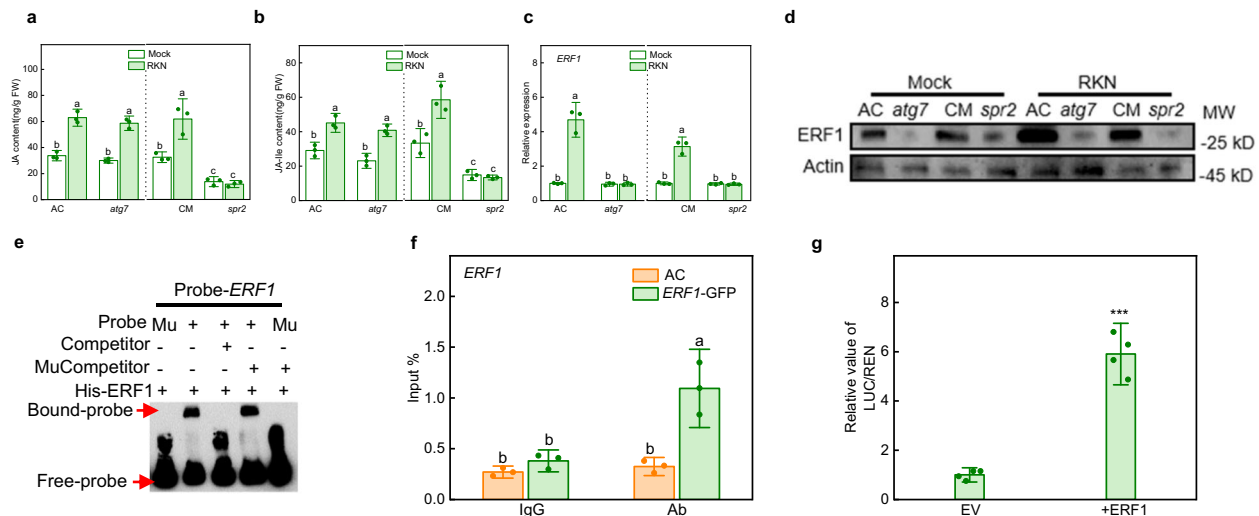 a
JA content(ng/g FW)
Mock
RKN
100
80
60
40
20
0
b
a
b
a
b
a
c
c
AC
atg7
CM
spr2
b
JA-Ile content(ng/g FW)
Mock
RKN
80
60
40
20
0
b
a
b
a
b
a
c
c
AC
atg7
CM
spr2
c
Relative expression
ERF1
Mock
RKN
8
6
4
2
0
b
a
b
b
b
a
b
b
AC
atg7
CM
spr2
d
Mock
RKN
AC atg7 CM spr2 AC atg7 CM spr2 MW
ERF1
-25 kD
Actin
-45 kD
e
Probe-ERF1
Probe Mu + + + Mu
Competitor - - + - -
MuCompetitor - - - + +
His-ERF1 + + + + +
Bound-probe
Free-probe
f
Input %
ERF1
AC
ERF1-GFP
2.0
1.5
1.0
0.5
0.0
b
b
b
a
IgG
Ab
g
Relative value of
LUC/REN
8
6
4
2
0
***
EV
+ERF1